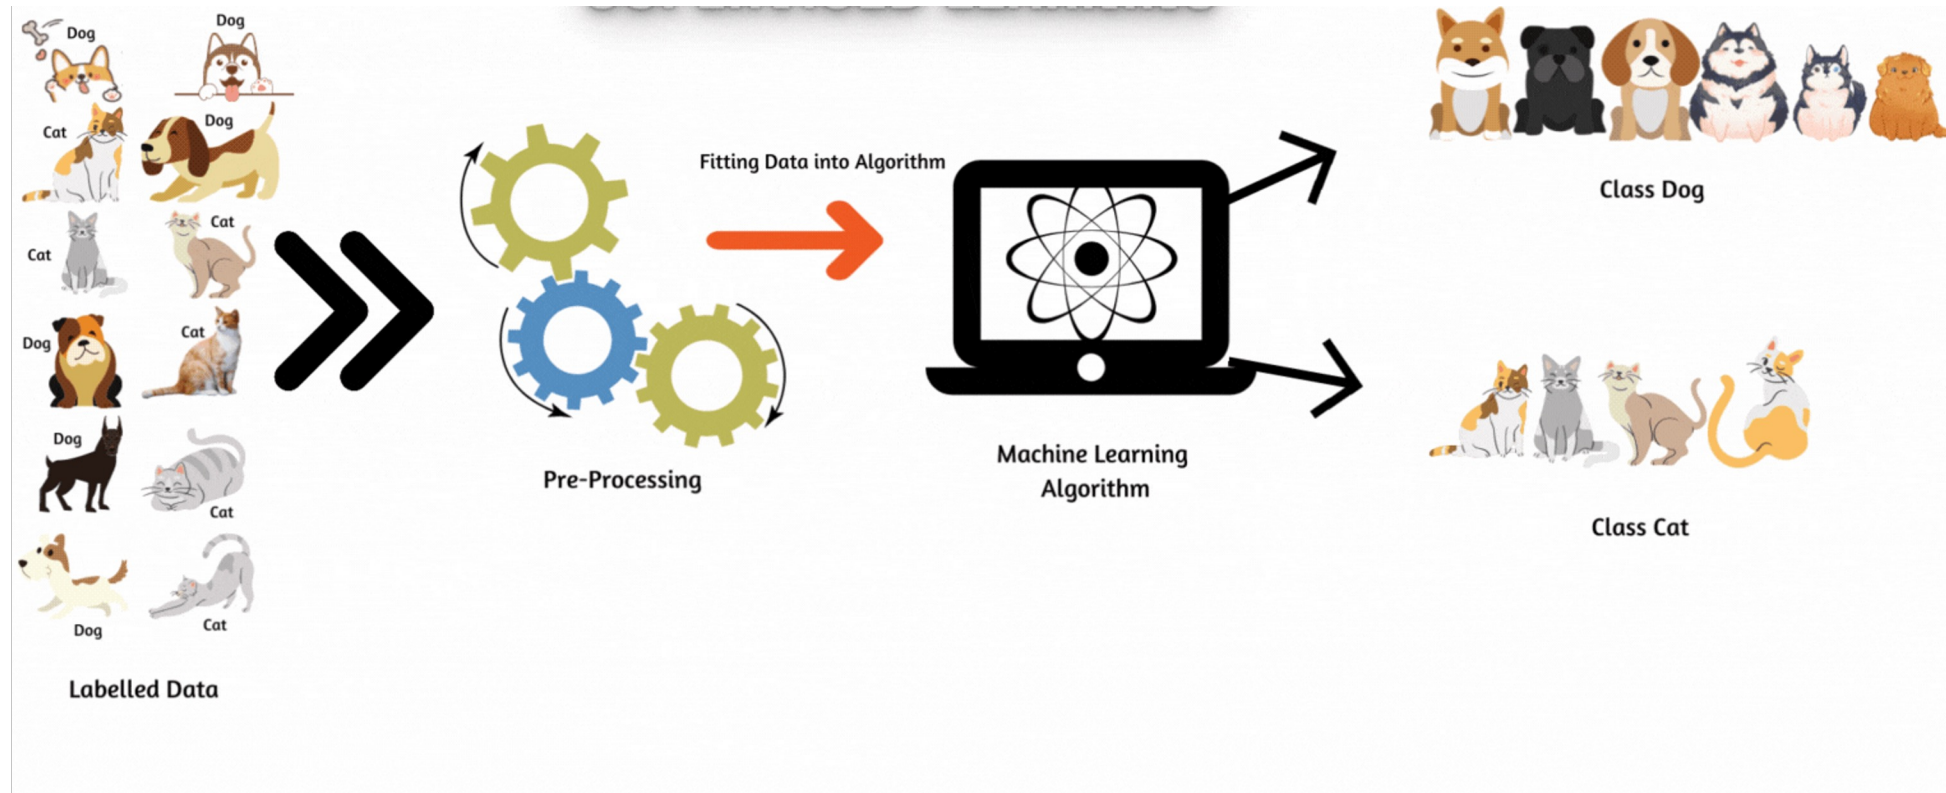 Dog
Dog
Cat
Dog
Cat
Cat
Dog
Cat
Dog
Cat
Dog
Cat
Labelled Data
Pre-Processing
Fitting Data into Algorithm
Machine Learning
Algorithm
Class Dog
Class Cat